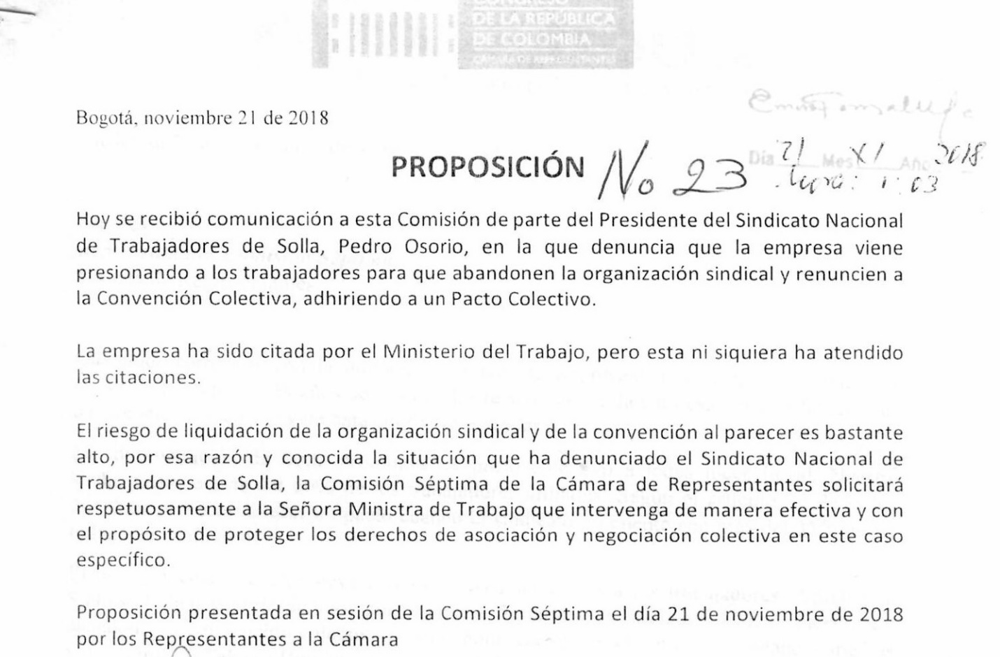 CONGRESO
DE LA REPÚBLICA
DE COLOMBIA
CÁMARA DE REPRESENTANTES
Bogotá, noviembre 21 de 2018
PROPOSICIÓN No 23
Día 21 Mes XI Año 2018
1:03
Hoy se recibió comunicación a esta Comisión de parte del Presidente del Sindicato Nacional
de Trabajadores de Solla, Pedro Osorio, en la que denuncia que la empresa viene
presionando a los trabajadores para que abandonen la organización sindical y renuncien a
la Convención Colectiva, adhiriendo a un Pacto Colectivo.
La empresa ha sido citada por el Ministerio del Trabajo, pero esta ni siquiera ha atendido
las citaciones.
El riesgo de liquidación de la organización sindical y de la convención al parecer es bastante
alto, por esa razón y conocida la situación que ha denunciado el Sindicato Nacional de
Trabajadores de Solla, la Comisión Séptima de la Cámara de Representantes solicitará
respetuosamente a la Señora Ministra de Trabajo que intervenga de manera efectiva y con
el propósito de proteger los derechos de asociación y negociación colectiva en este caso
específico.
Proposición presentada en sesión de la Comisión Séptima el día 21 de noviembre de 2018
por los Representantes a la Cámara